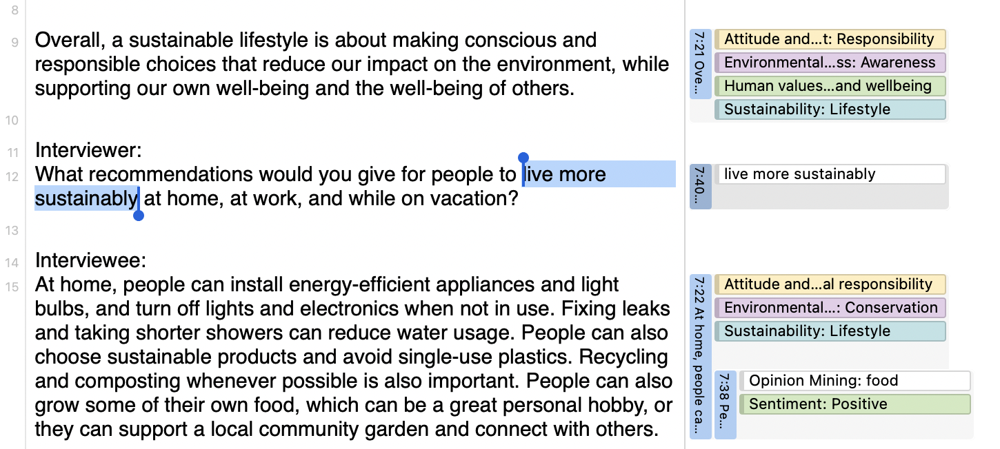 8
9 Overall, a sustainable lifestyle is about making conscious and
responsible choices that reduce our impact on the environment, while
supporting our own well-being and the well-being of others.
10
11 Interviewer:
12 What recommendations would you give for people to live more
sustainably at home, at work, and while on vacation?
13
14 Interviewee:
15 At home, people can install energy-efficient appliances and light
bulbs, and turn off lights and electronics when not in use. Fixing leaks
and taking shorter showers can reduce water usage. People can also
choose sustainable products and avoid single-use plastics. Recycling
and composting whenever possible is also important. People can also
grow some of their own food, which can be a great personal hobby, or
they can support a local community garden and connect with others.
7:21 Ove...
Attitude and...t: Responsibility
Environmental...ss: Awareness
Human values...and wellbeing
Sustainability: Lifestyle
7:40...
live more sustainably
7:22 At home, people ca...
Attitude and...al responsibility
Environmental...: Conservation
Sustainability: Lifestyle
7:38 Pe...
Opinion Mining: food
Sentiment: Positive